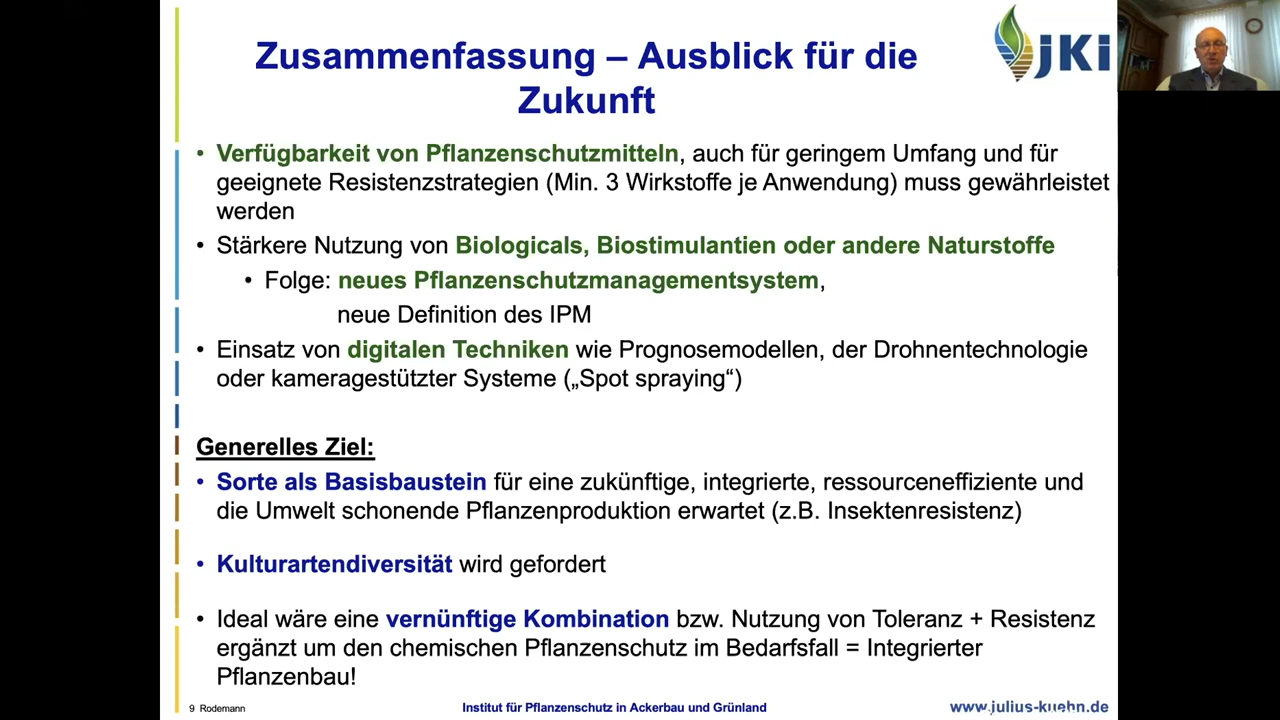 Zusammenfassung – Ausblick für die
Zukunft
JKi
• Verfügbarkeit von Pflanzenschutzmitteln, auch für geringem Umfang und für
geeignete Resistenzstrategien (Min. 3 Wirkstoffe je Anwendung) muss gewährleistet
werden
• Stärkere Nutzung von Biologicals, Biostimulantien oder andere Naturstoffe
• Folge: neues Pflanzenschutzmanagementsystem,
neue Definition des IPM
• Einsatz von digitalen Techniken wie Prognosemodellen, der Drohnentechnologie
oder kameragestützter Systeme („Spot spraying“)
Generelles Ziel:
• Sorte als Basisbaustein für eine zukünftige, integrierte, ressourceneffiziente und
die Umwelt schonende Pflanzenproduktion erwartet (z.B. Insektenresistenz)
• Kulturartendiversität wird gefordert
• Ideal wäre eine vernünftige Kombination bzw. Nutzung von Toleranz + Resistenz
ergänzt um den chemischen Pflanzenschutz im Bedarfsfall = Integrierter
Pflanzenbau!
9 Rodemann
Institut für Pflanzenschutz in Ackerbau und Grünland
www.julius-kuehn.de